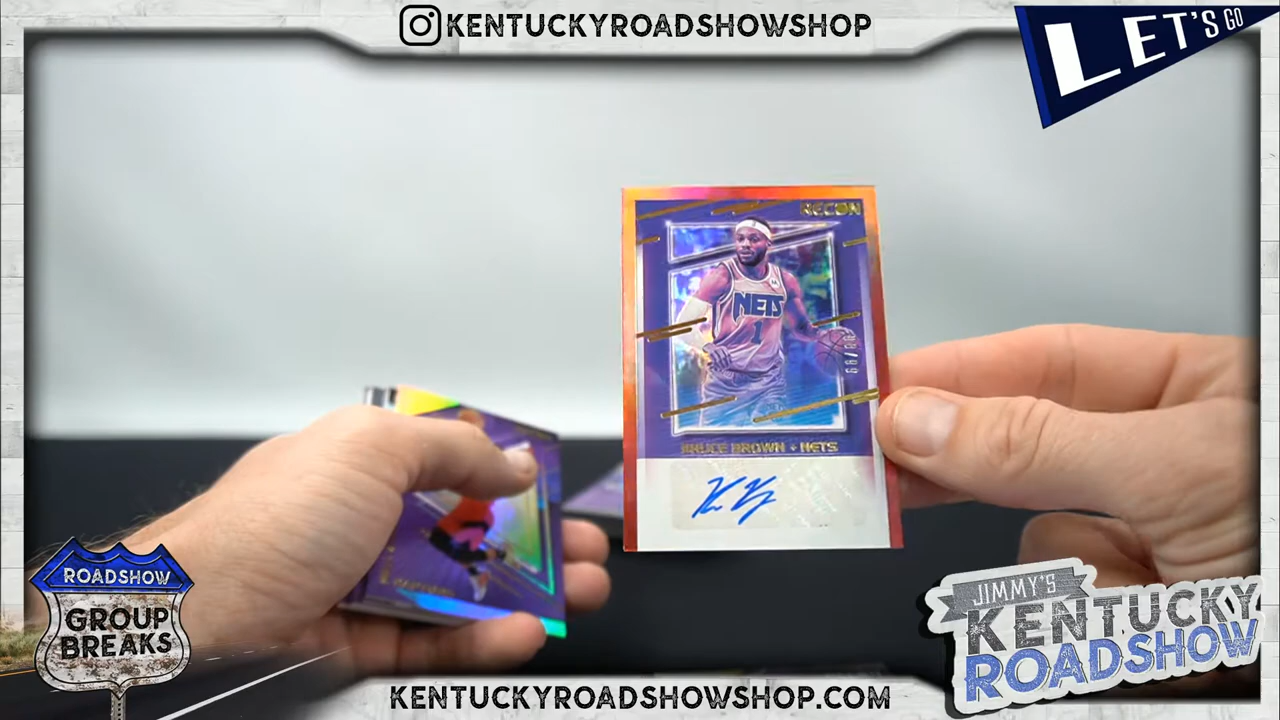 KENTUCKYROADSHOWSHOP
LET'S GO
RECON
NETS
1
BRUCE BROWN • NETS
ROADSHOW
GROUP
BREAKS
JIMMY'S
KENTUCKY
ROADSHOW
KENTUCKYROADSHOWSHOP.COM